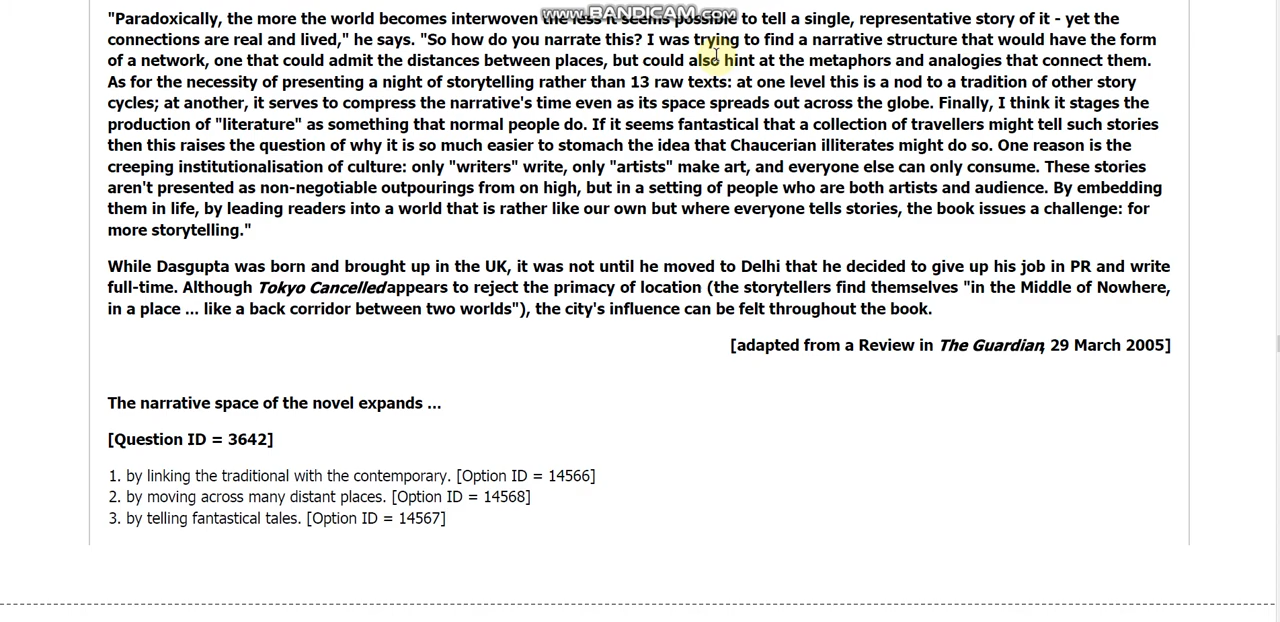 www.BANDICAM.com
"Paradoxically, the more the world becomes interwoven the less it seems possible to tell a single, representative story of it - yet the
connections are real and lived," he says. "So how do you narrate this? I was trying to find a narrative structure that would have the form
of a network, one that could admit the distances between places, but could also hint at the metaphors and analogies that connect them.
As for the necessity of presenting a night of storytelling rather than 13 raw texts: at one level this is a nod to a tradition of other story
cycles; at another, it serves to compress the narrative's time even as its space spreads out across the globe. Finally, I think it stages the
production of "literature" as something that normal people do. If it seems fantastical that a collection of travellers might tell such stories
then this raises the question of why it is so much easier to stomach the idea that Chaucerian illiterates might do so. One reason is the
creeping institutionalisation of culture: only "writers" write, only "artists" make art, and everyone else can only consume. These stories
aren't presented as non-negotiable outpourings from on high, but in a setting of people who are both artists and audience. By embedding
them in life, by leading readers into a world that is rather like our own but where everyone tells stories, the book issues a challenge: for
more storytelling."
While Dasgupta was born and brought up in the UK, it was not until he moved to Delhi that he decided to give up his job in PR and write
full-time. Although Tokyo Cancelled appears to reject the primacy of location (the storytellers find themselves "in the Middle of Nowhere,
in a place ... like a back corridor between two worlds"), the city's influence can be felt throughout the book.
[adapted from a Review in The Guardian, 29 March 2005]
The narrative space of the novel expands ...
[Question ID = 3642]
1. by linking the traditional with the contemporary. [Option ID = 14566]
2. by moving across many distant places. [Option ID = 14568]
3. by telling fantastical tales. [Option ID = 14567]